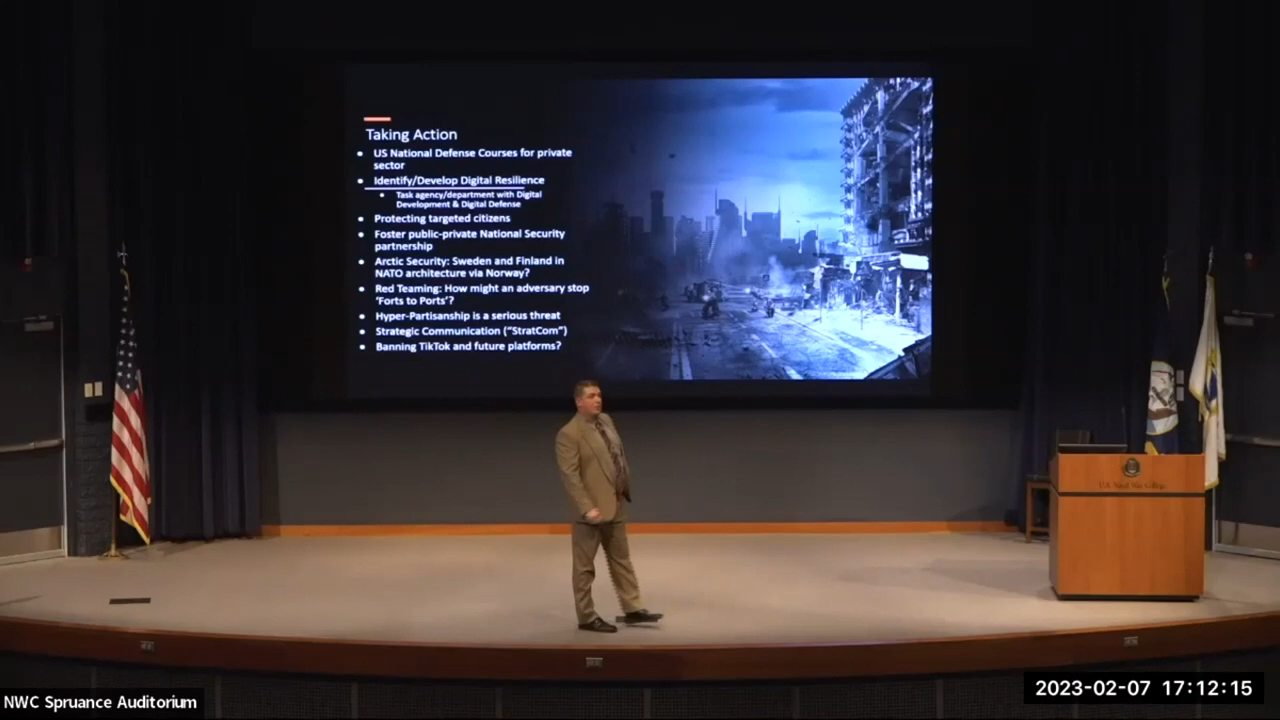 Taking Action
• US National Defense Courses for private
sector
• Identify/Develop Digital Resilience
• Task agency/department with Digital
Development & Digital Defense
• Protecting targeted citizens
• Foster public-private National Security
partnership
• Arctic Security: Sweden and Finland in
NATO architecture via Norway?
• Red Teaming: How might an adversary stop
'Forts to Ports'?
• Hyper-Partisanship is a serious threat
• Strategic Communication ("StratCom")
• Banning TikTok and future platforms?
U.S. Naval War College
NWC Spruance Auditorium
2023-02-07 17:12:15